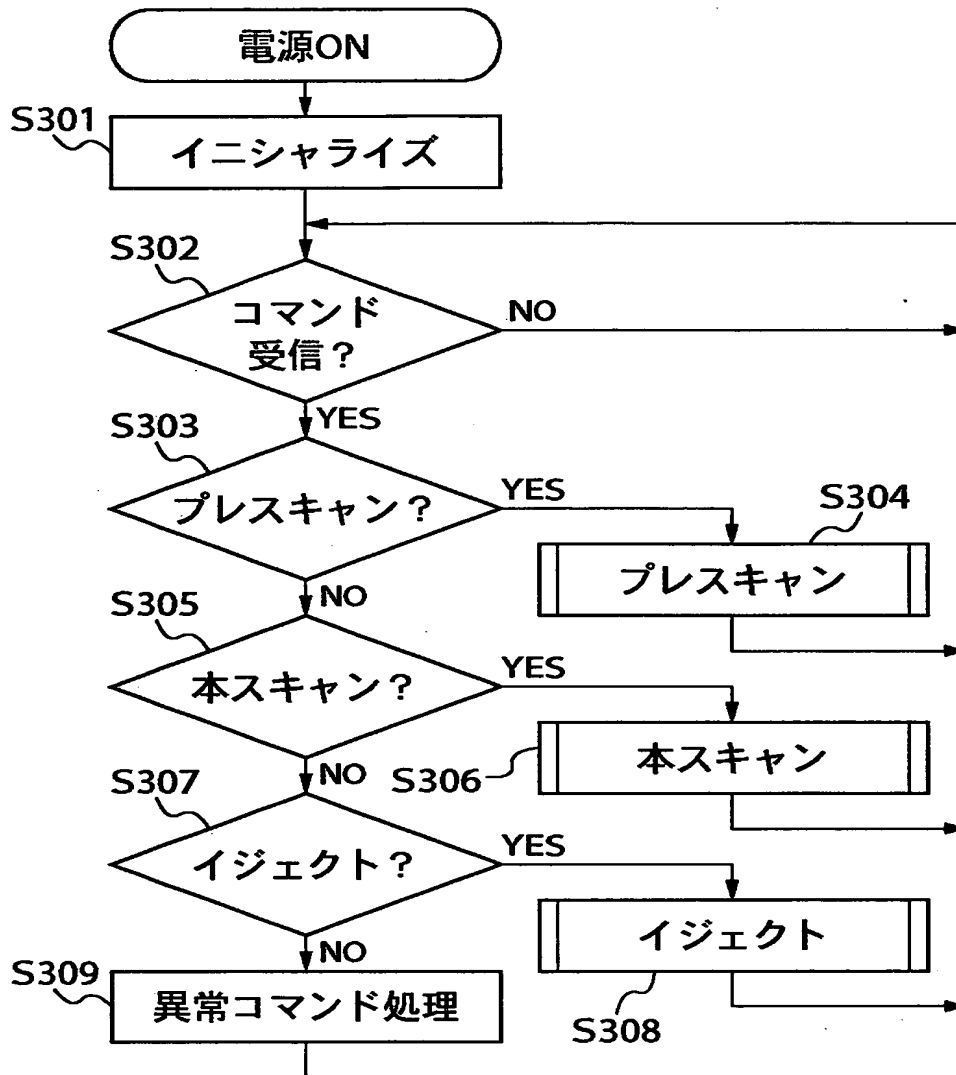 電源ON
S301
イニシャライズ
S302
コマンド
受信？
NO
YES
S303
プレスキャン？
YES
S304
プレスキャン
NO
S305
本スキャン？
YES
S306
本スキャン
NO
S307
イジェクト？
YES
イジェクト
S308
NO
S309
異常コマンド処理